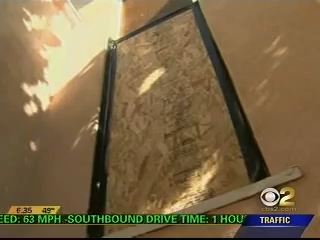 2
cbs2.com
6:35 49°
TRAFFIC
EED: 63 MPH -SOUTHBOUND DRIVE TIME: 1 HOU